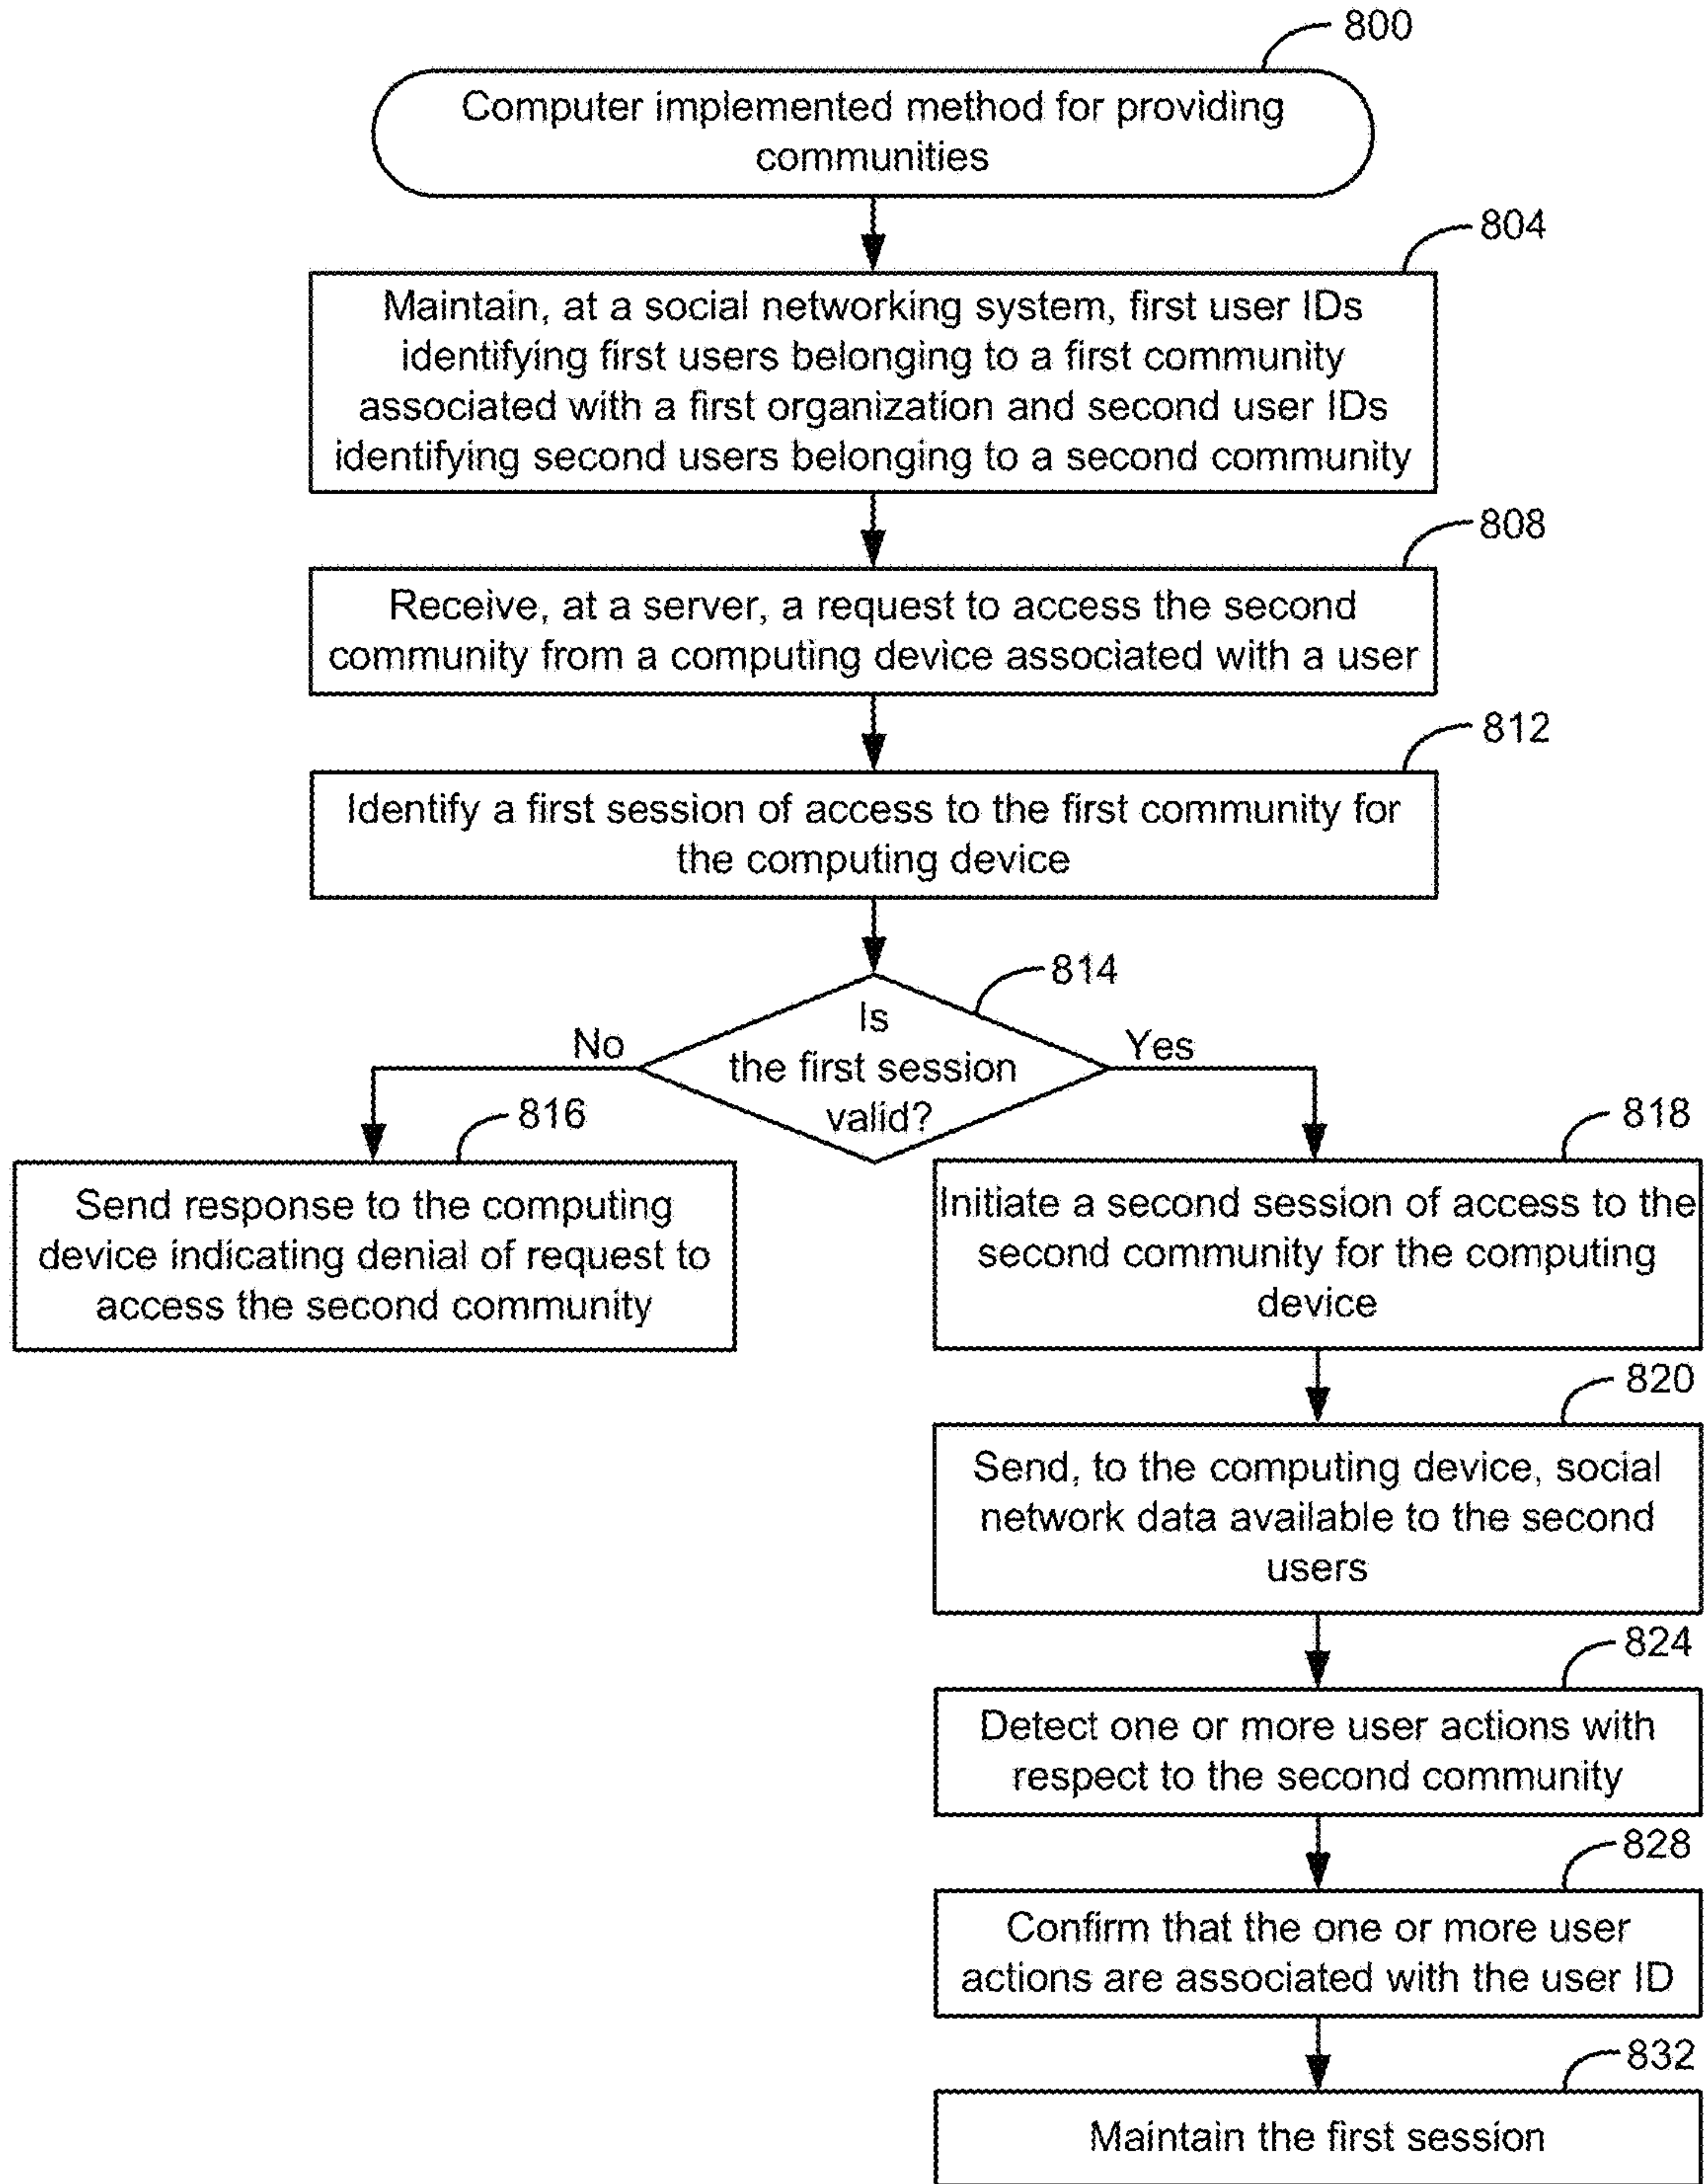 800
Computer implemented method for providing
communities
804
Maintain, at a social networking system, first user IDs
identifying first users belonging to a first community
associated with a first organization and second user IDs
identifying second users belonging to a second community
808
Receive, at a server, a request to access the second
community from a computing device associated with a user
812
Identify a first session of access to the first community for
the computing device
814
Is
the first session
valid?
No
Yes
816
Send response to the computing
device indicating denial of request to
access the second community
818
Initiate a second session of access to the
second community for the computing
device
820
Send, to the computing device, social
network data available to the second
users
824
Detect one or more user actions with
respect to the second community
828
Confirm that the one or more user
actions are associated with the user ID
832
Maintain the first session